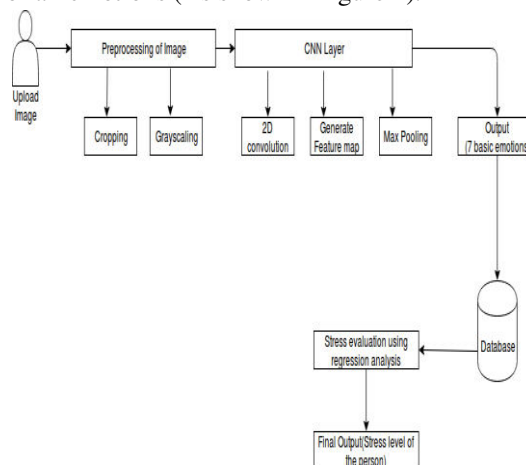 Preprocessing of Image
CNN Layer
Upload
Image
Cropping
Grayscaling
2D
convolution
Generate
Feature map
Max Pooling
Output
(7 basic emotions
Database
Stress evaluation using
regression analysis
Final Output(Stress level of
the person)